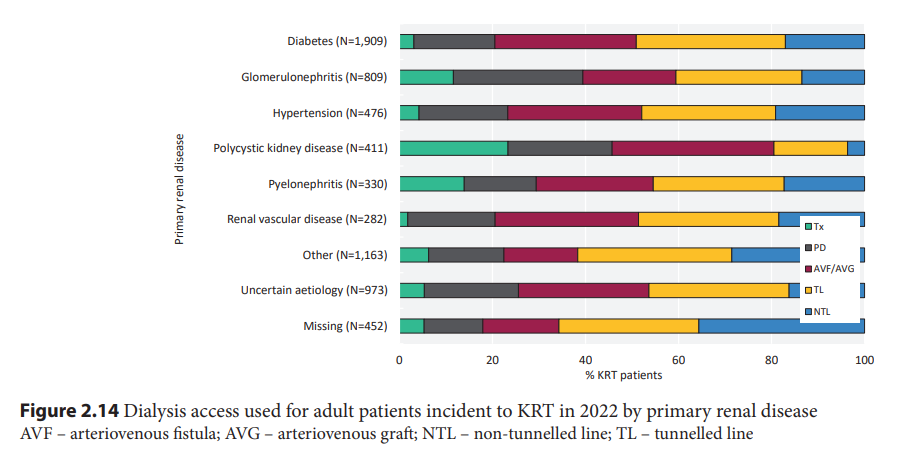 Primary renal disease
Diabetes (N=1,909)
Glomerulonephritis (N=809)
Hypertension (N=476)
Polycystic kidney disease (N=411)
Pyelonephritis (N=330)
Renal vascular disease (N=282)
Other (N=1,163)
Uncertain aetiology (N=973)
Missing (N=452)
Tx
PD
AVF/AVG
TL
NTL
0 20 40 60 80 100
% KRT patients
Figure 2.14 Dialysis access used for adult patients incident to KRT in 2022 by primary renal disease
AVF – arteriovenous fistula; AVG – arteriovenous graft; NTL – non-tunnelled line; TL – tunnelled line